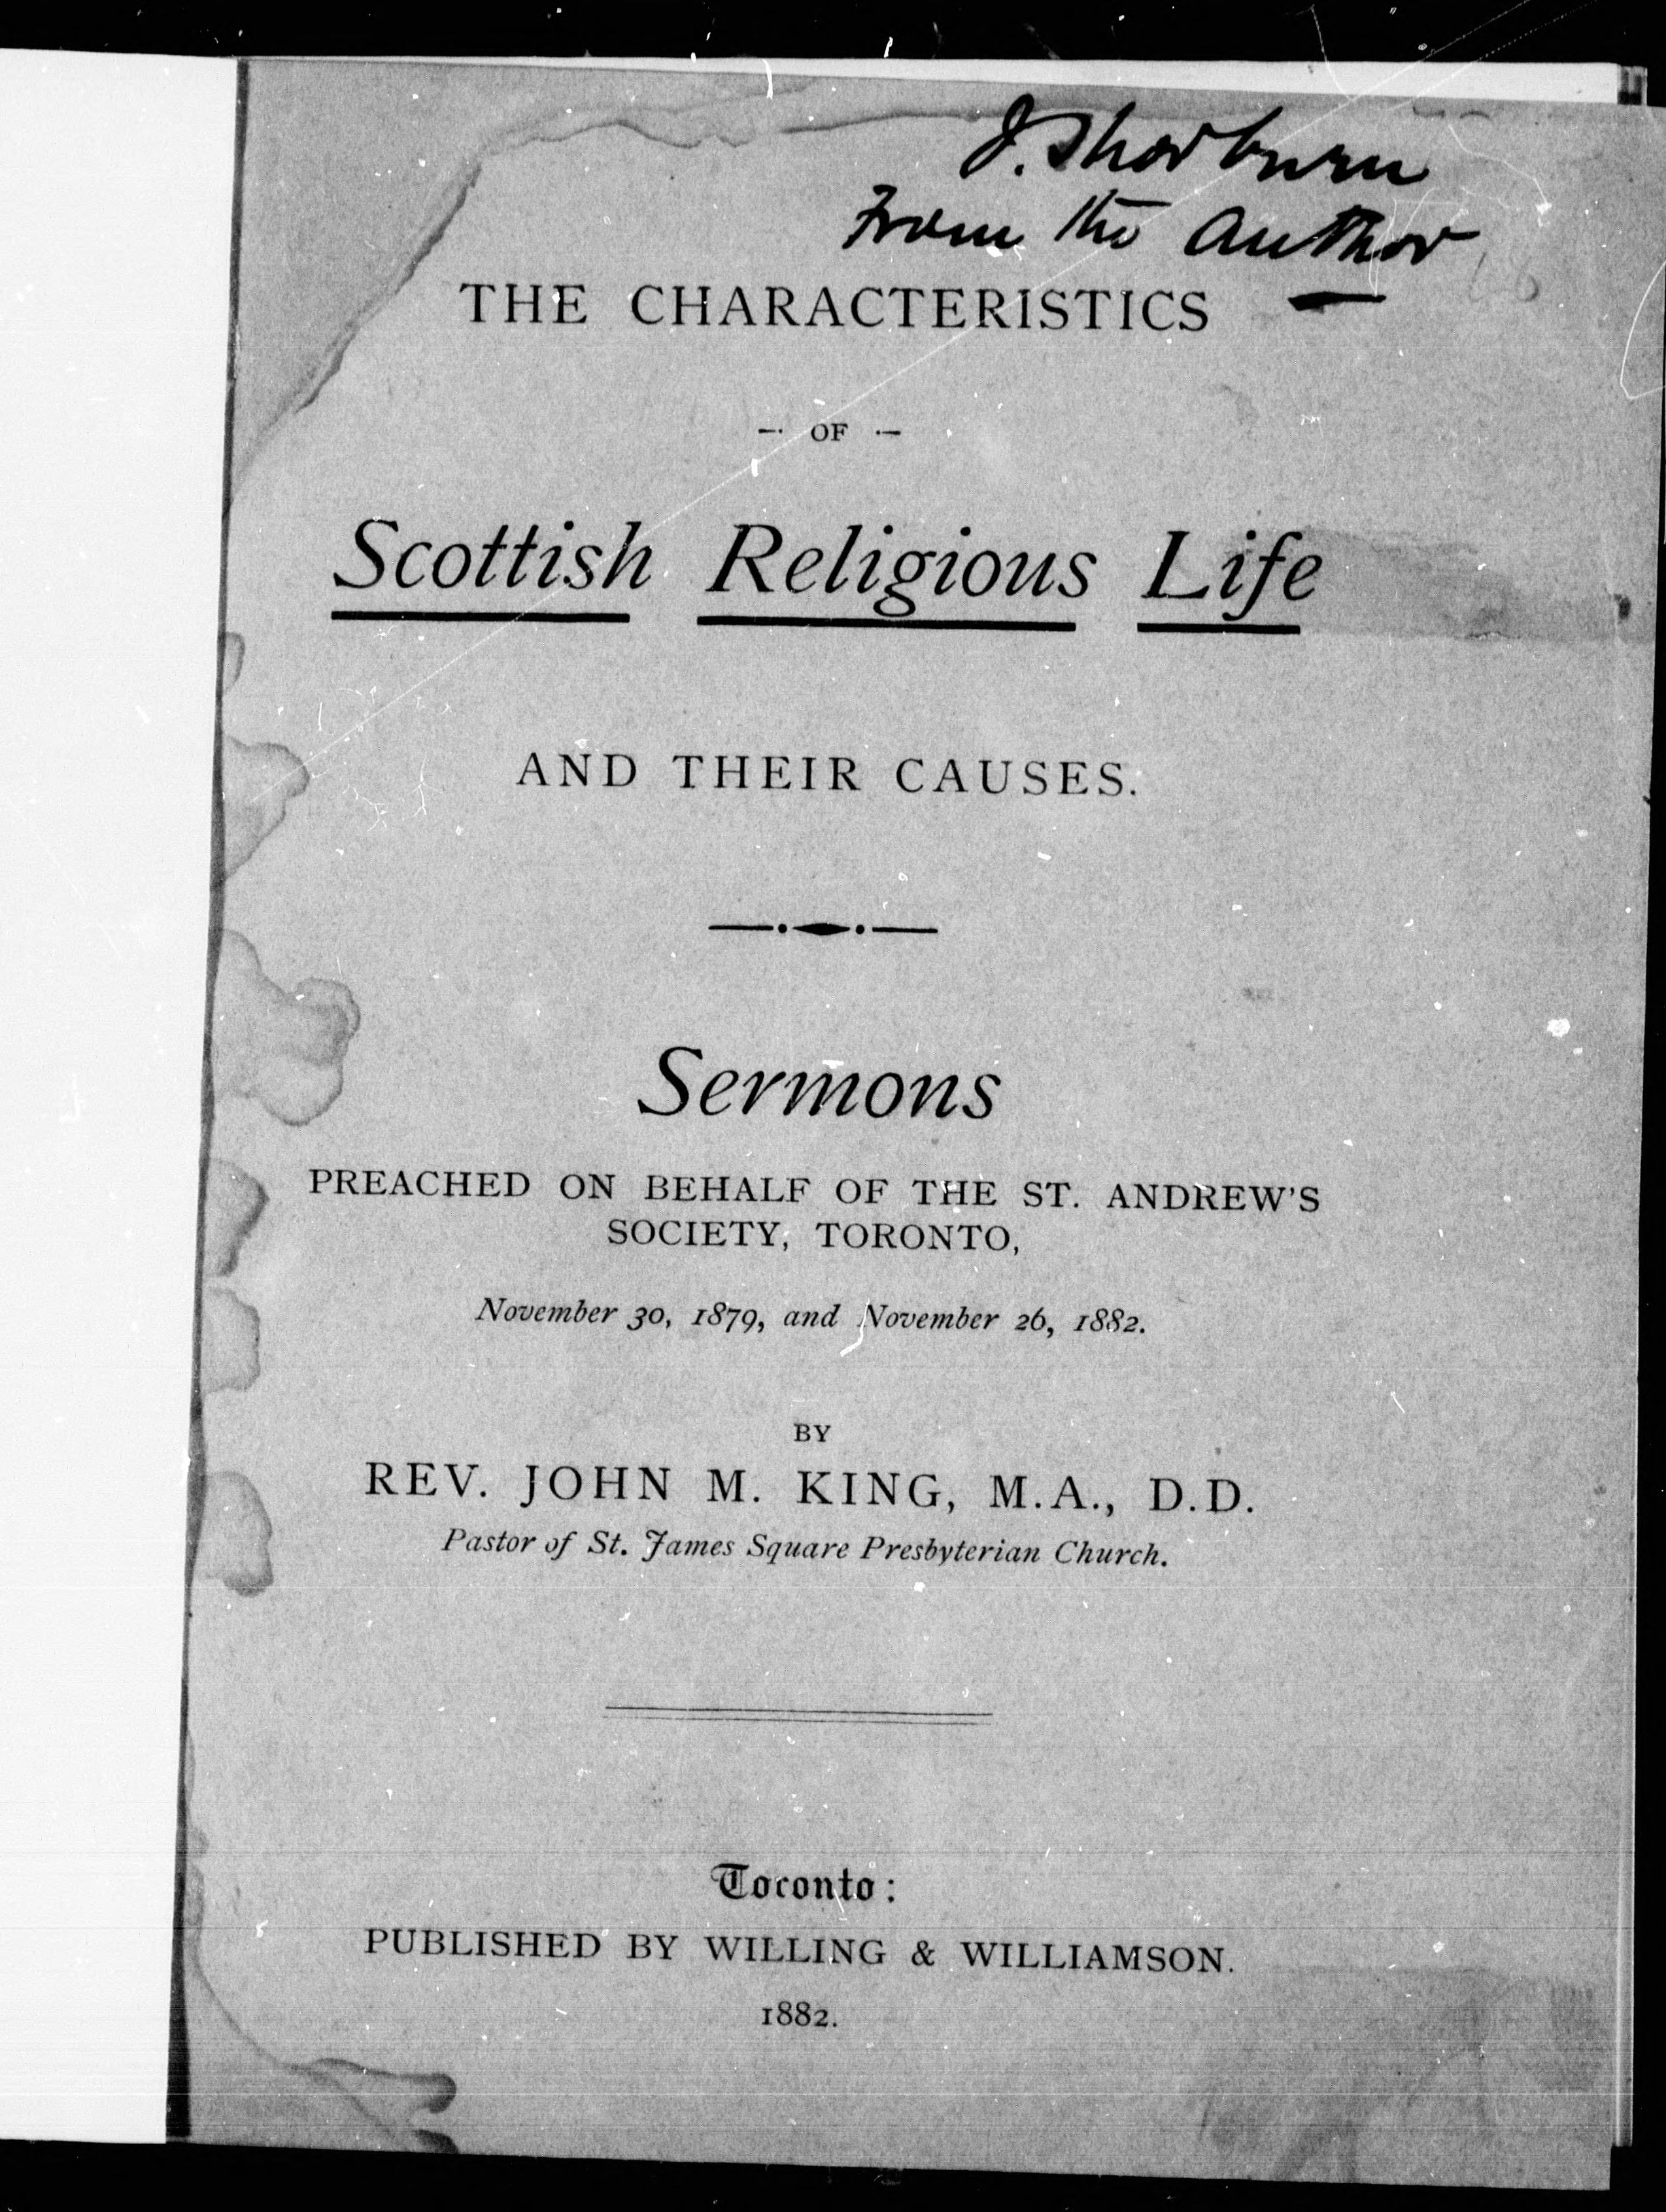 J. Thorburn
From the Author
THE CHARACTERISTICS
—· OF ·—
Scottish Religious Life
AND THEIR CAUSES.
Sermons
PREACHED ON BEHALF OF THE ST. ANDREW'S
SOCIETY, TORONTO,
November 30, 1879, and November 26, 1882.
BY
REV. JOHN M. KING, M.A., D.D.
Pastor of St. James Square Presbyterian Church.
Toronto:
PUBLISHED BY WILLING & WILLIAMSON.
1882.